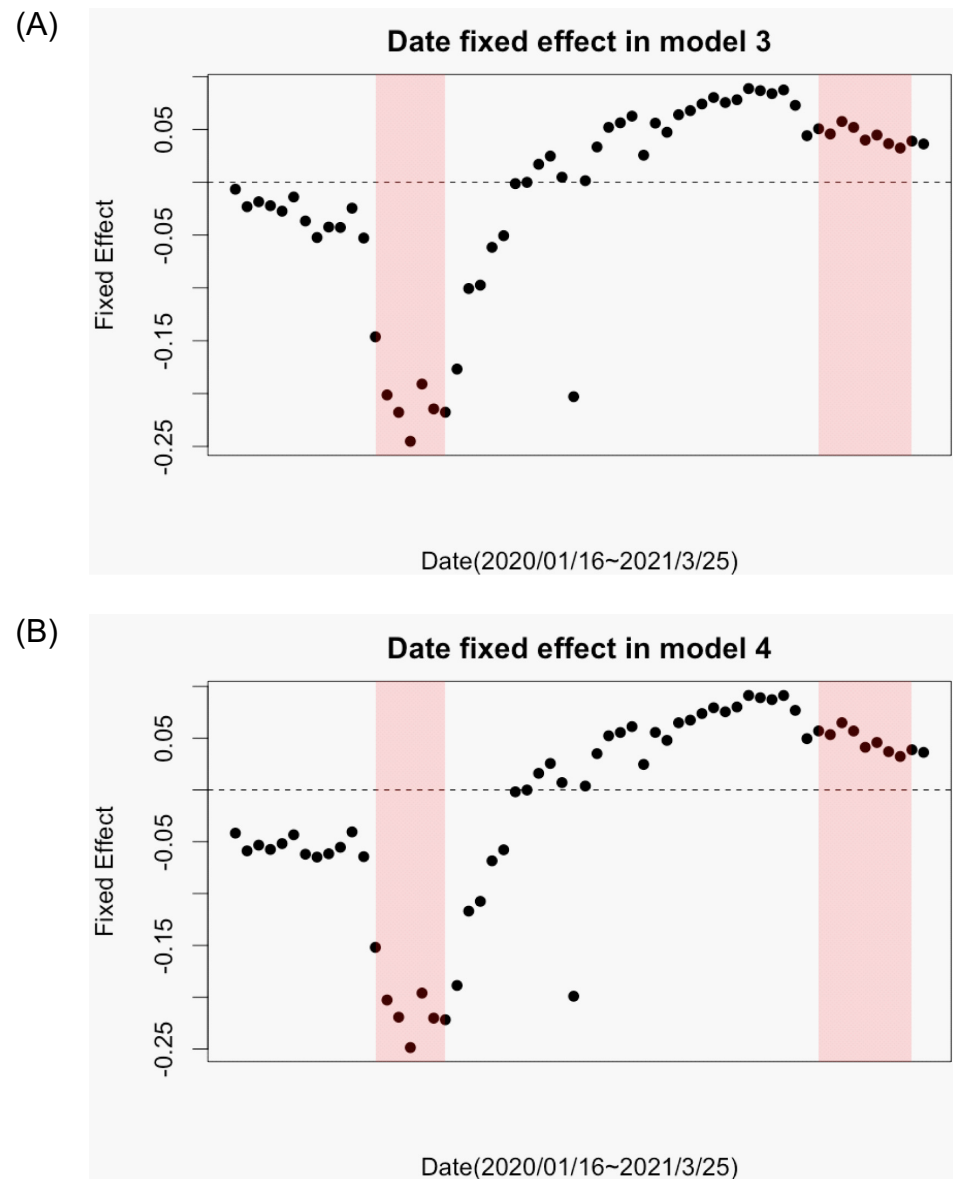 (A)
Date fixed effect in model 3
0.05
-0.05
-0.15
-0.25
Fixed Effect
Date(2020/01/16~2021/3/25)
(B)
Date fixed effect in model 4
0.05
-0.05
-0.15
-0.25
Fixed Effect
Date(2020/01/16~2021/3/25)